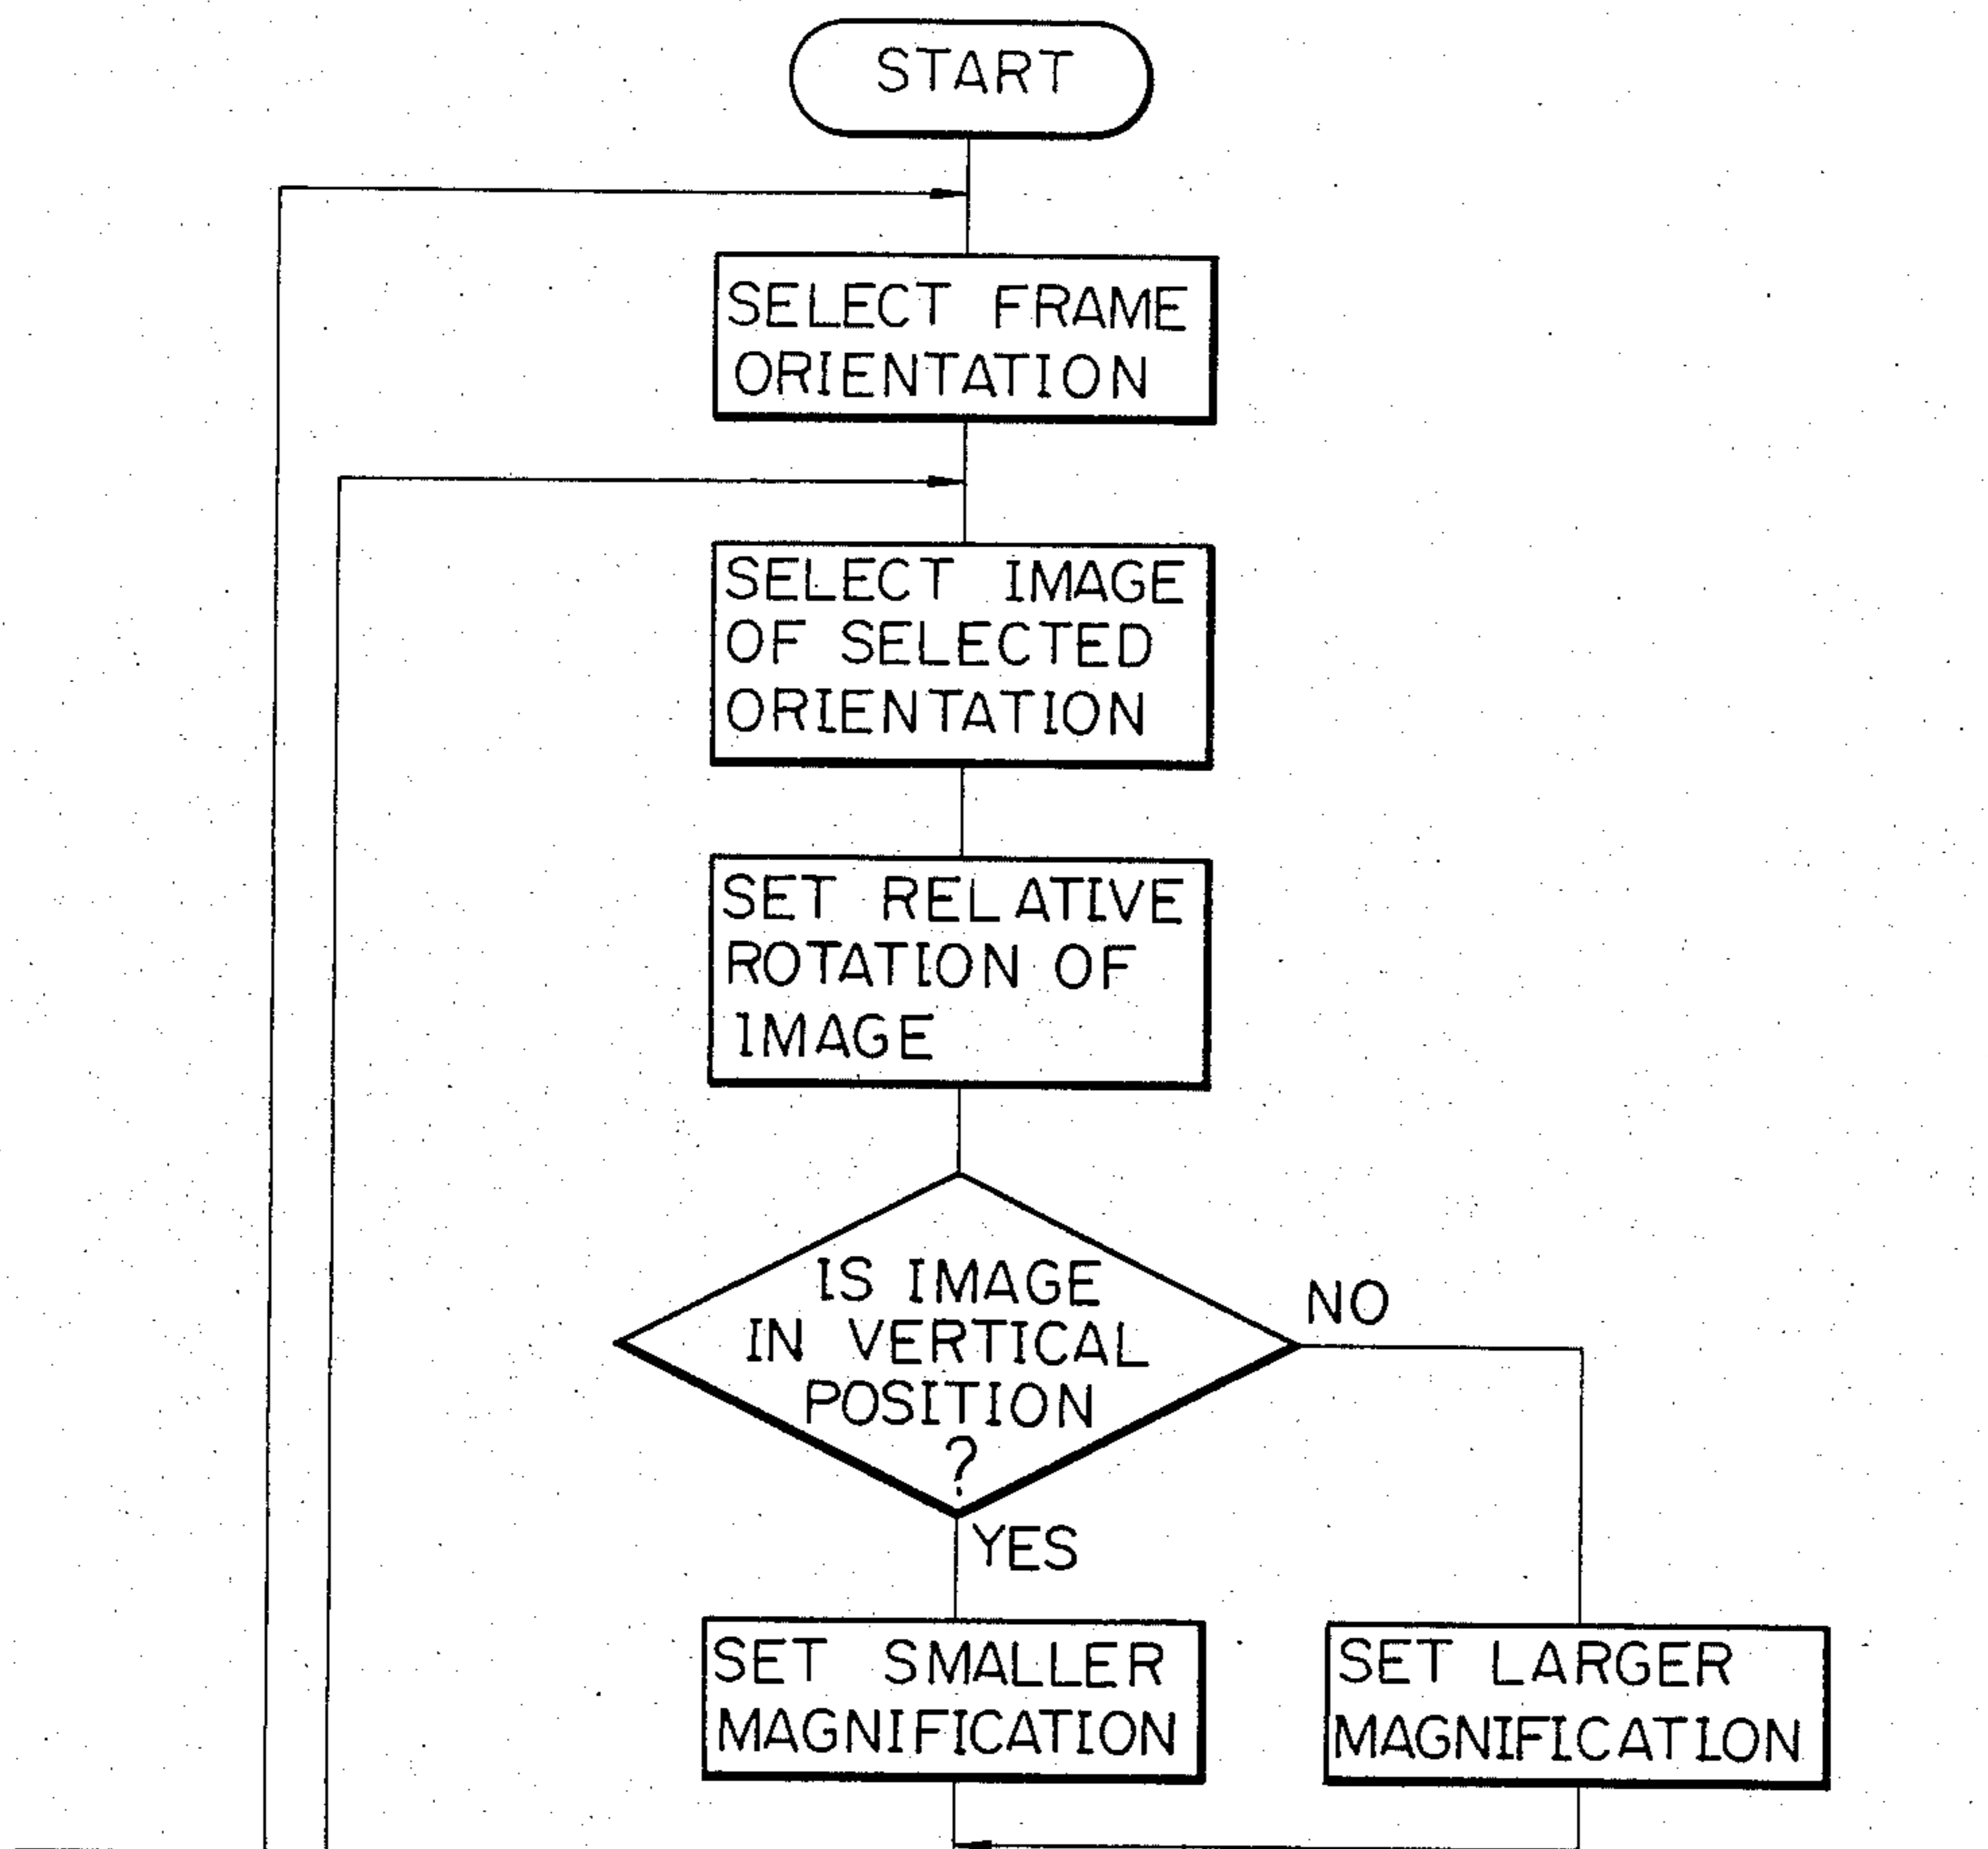 START
SELECT FRAME
ORIENTATION
SELECT IMAGE
OF SELECTED
ORIENTATION
SET RELATIVE
ROTATION OF
IMAGE
IS IMAGE
IN VERTICAL
POSITION
?
NO
YES
SET SMALLER
MAGNIFICATION
SET LARGER
MAGNIFICATION